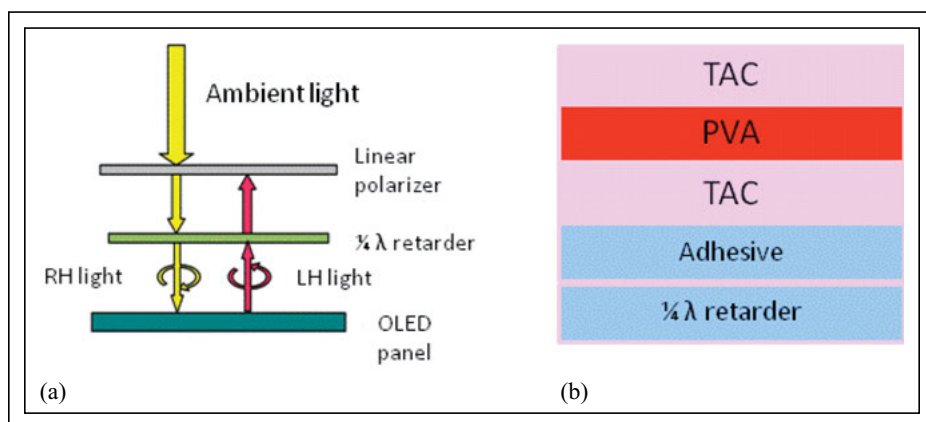 Ambient light
Linear
polarizer
¼ λ retarder
RH light
LH light
OLED
panel
(a)
TAC
PVA
TAC
Adhesive
¼ λ retarder
(b)